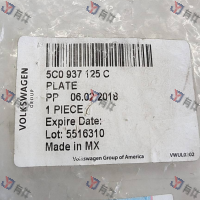 VOLKSWAGEN
GROUP
5C0 937 125 C
PLATE
PP 06.02.2018
1 PIECE
Expire Date:
Lot: 5516310
Made in MX
Volkswagen Group of America
VWUL0102